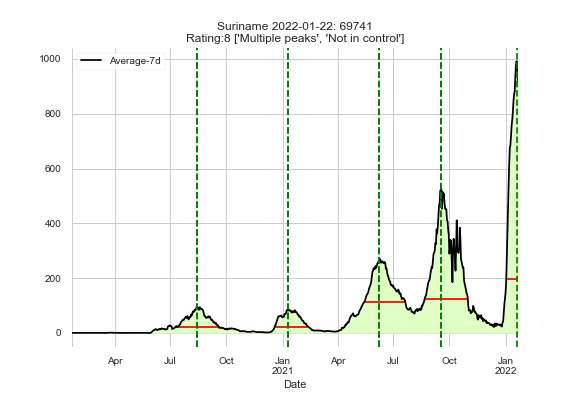 Suriname 2022-01-22: 69741
Rating:8 ['Multiple peaks', 'Not in control']
Average-7d
1000
800
600
400
200
100
0
Apr Jul Oct Jan Apr Jul Oct Jan
2021 2022
Date